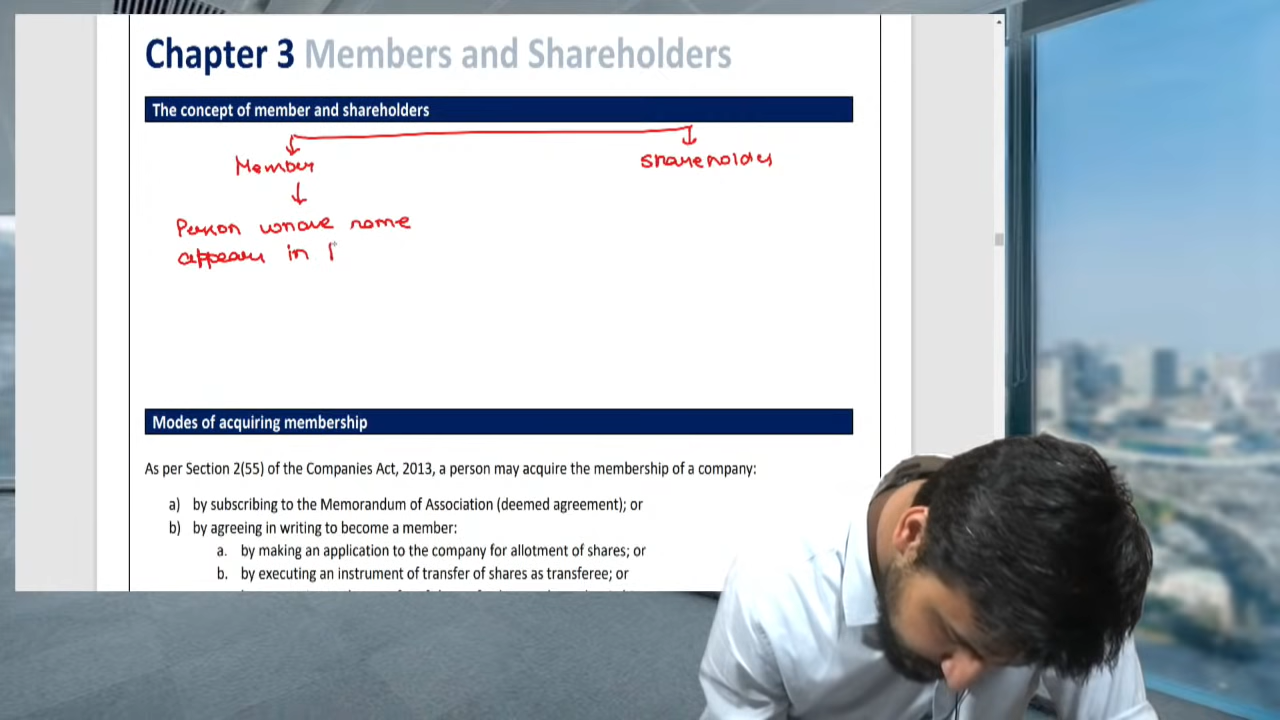 Chapter 3 Members and Shareholders
The concept of member and shareholders
Member
Shareholder
Person whose name
appears in
Modes of acquiring membership
As per Section 2(55) of the Companies Act, 2013, a person may acquire the membership of a company:
a) by subscribing to the Memorandum of Association (deemed agreement); or
b) by agreeing in writing to become a member:
a. by making an application to the company for allotment of shares; or
b. by executing an instrument of transfer of shares as transferee; or